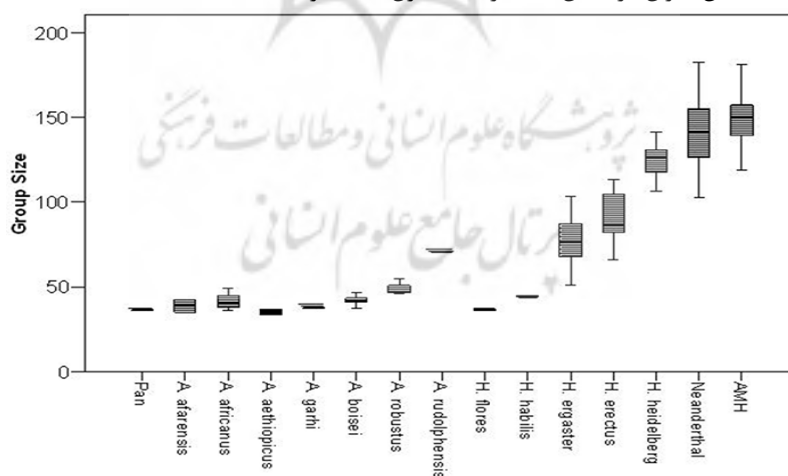 200
150
100
50
0
Group Size
پژوهشگاه علوم انسانی و مطالعات فرهنگی
پرتال جامع علوم انسانی
Pan
A. afarensis
A. africanus
A. aethiopicus
A. garhi
A. boisei
A. robustus
A. rudolphensis
H. flores
H. habilis
H. ergaster
H. erectus
H. heidelberg
Neanderthal
AMH